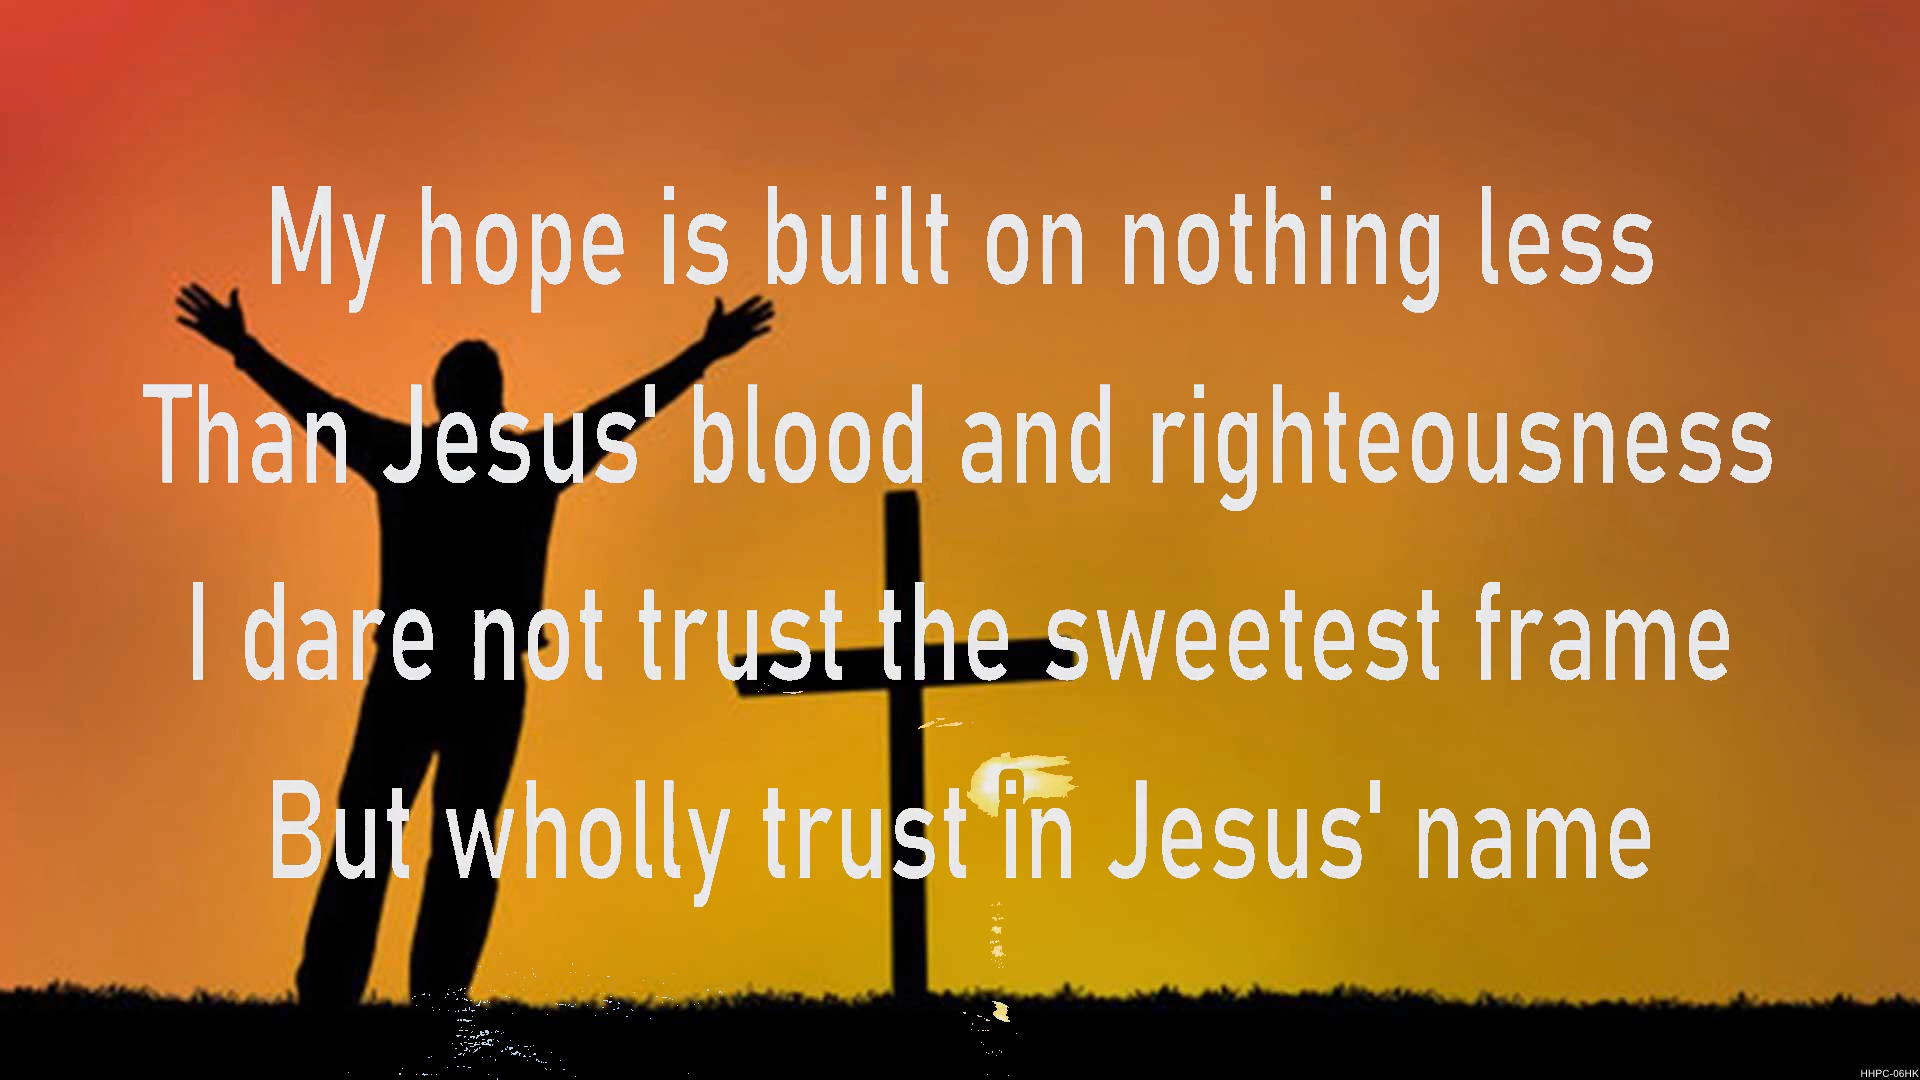 My hope is built on nothing less
Than Jesus' blood and righteousness
I dare not trust the sweetest frame
But wholly trust in Jesus' name
HHPC-06HK